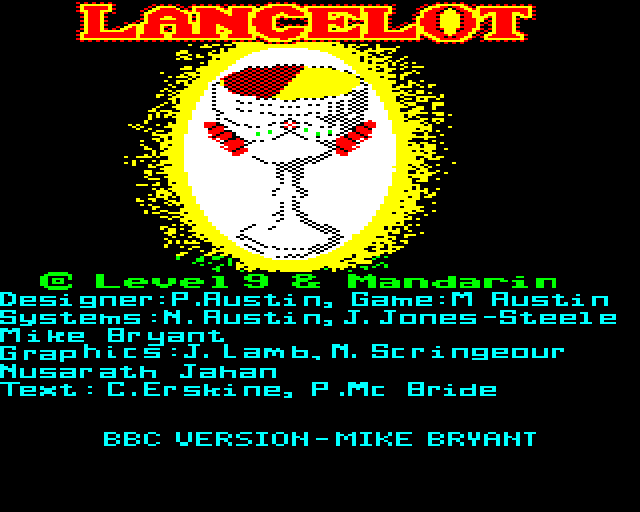 LANCELOT
© Level 9 & Mandarin
Designer:P.Austin, Game:M Austin
Systems:N.Austin,J.Jones-Steele
Mike Bryant
Graphics:J.Lamb,N.Scringeour
Nusarath Jahan
Text: C.Erskine, P.Mc Bride
BBC VERSION-MIKE BRYANT